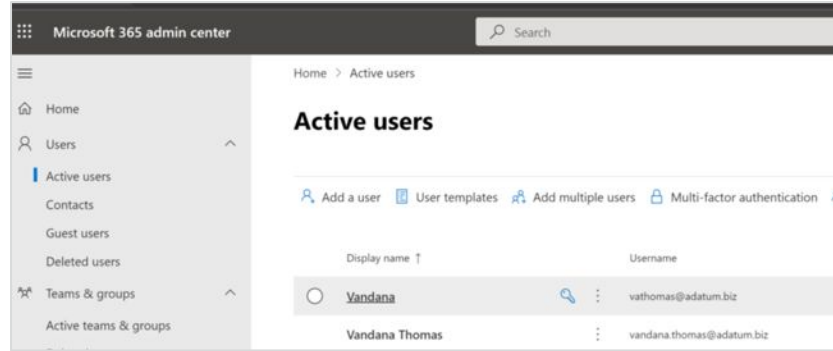 Microsoft 365 admin center
Search
Home > Active users
Home
Users
Active users
Contacts
Guest users
Deleted users
Teams & groups
Active teams & groups
Active users
Add a user User templates Add multiple users Multi-factor authentication
Display name ↑ Username
Vandana vathomas@adatum.biz
Vandana Thomas vandana.thomas@adatum.biz